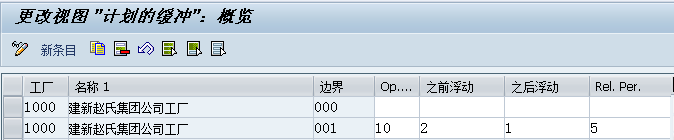 更改视图 "计划的缓冲": 概览
新条目
工厂 名称 1 边界 Op.... 之前浮动 之后浮动 Rel. Per.
1000 建新赵氏集团公司工厂 000
1000 建新赵氏集团公司工厂 001 10 2 1 5